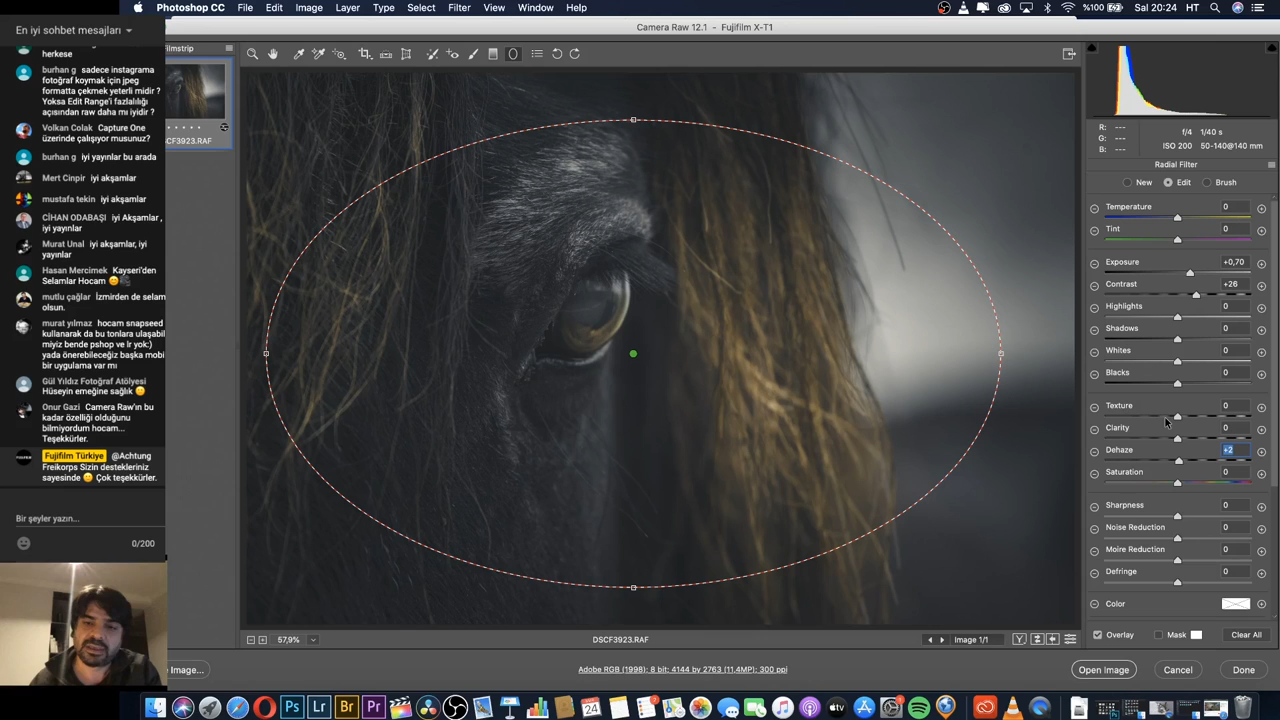 Photoshop CC File Edit Image Layer Type Select Filter View Window Help
%100 Sal 20:24 HT
Camera Raw 12.1 - Fujifilm X-T1
En iyi sohbet mesajları
Filmstrip
DSCF3923.RAF
herkese
burhan g sadece instagrama
fotoğraf koymak için jpeg
formatta çekmek yeterli midir ?
Yoksa Edit Range'i fazlalılığı
açısından raw daha mı iyidir ?
Volkan Colak Capture One
üzerinde çalışıyor musunuz?
burhan g iyi yayınlar bu arada
Mert Cinpir iyi akşamlar
mustafa tekin iyi akşamlar
CİHAN ODABAŞI iyi Akşamlar ,
iyi yayınlar
Murat Unal iyi akşamlar, iyi
yayınlar
Hasan Mercimek Kayseri'den
Selamlar Hocam
mutlu çağlar İzmirden de selam
olsun.
murat yılmaz hocam snapseed
kullanarak da bu tonlara ulaşabil
miyiz bende pshop ve lr yok:)
yada önerebileceğiz başka mobi
bir uygulama var mı
Gül Yıldız Fotoğraf Atölyesi
Hüseyin emeğine sağlık
Onur Gazi Camera Raw'ın bu
kadar özelliği olduğunu
bilmiyordum hocam...
Teşekkürler.
Fujifilm Türkiye @Achtung
Freikorps Sizin destekleriniz
sayesinde Çok teşekkürler.
Bir şeyler yazın...
0/200
57,9%
DSCF3923.RAF
Image 1/1
R: ---
G: ---
B: ---
f/4 1/40 s
ISO 200 50-140@140 mm
Radial Filter
New Edit Brush
Temperature 0
Tint 0
Exposure +0,70
Contrast +26
Highlights 0
Shadows 0
Whites 0
Blacks 0
Texture 0
Clarity 0
Dehaze +2
Saturation 0
Sharpness 0
Noise Reduction 0
Moire Reduction 0
Defringe 0
Color
Overlay Mask Clear All
Image...
Adobe RGB (1998); 8 bit; 4144 by 2763 (11,4MP); 300 ppi
Open Image Cancel Done
Ps Lr Br Pr
24